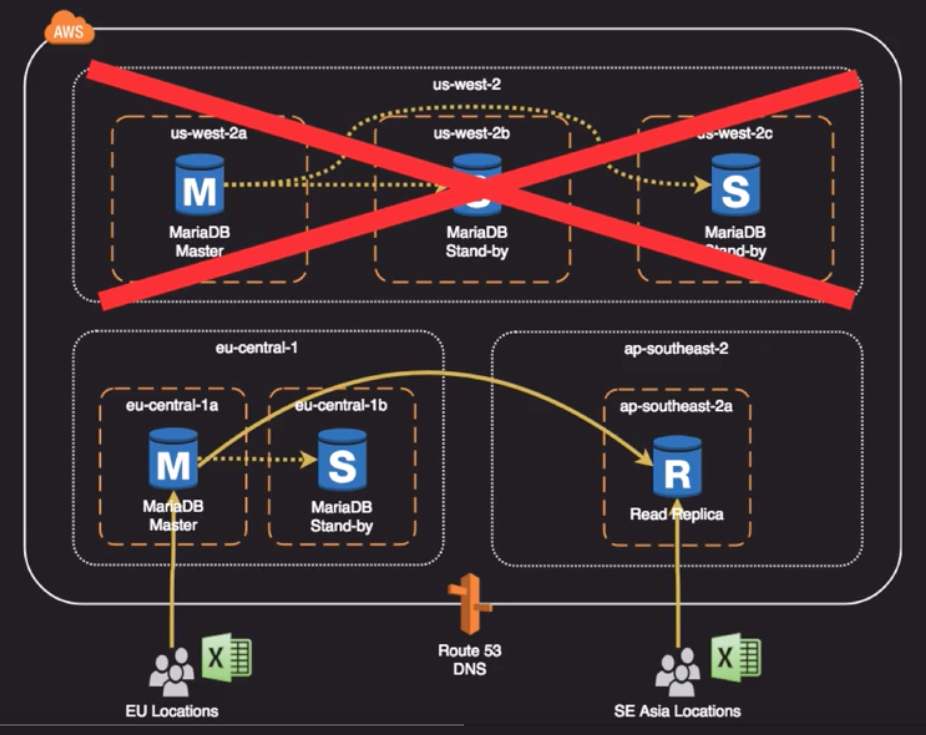 AWS
us-west-2
us-west-2a
us-west-2b
us-west-2c
M
S
S
MariaDB
Master
MariaDB
Stand-by
MariaDB
Stand-by
eu-central-1
ap-southeast-2
eu-central-1a
eu-central-1b
ap-southeast-2a
M
S
R
MariaDB
Master
MariaDB
Stand-by
Read Replica
Route 53
DNS
X
X
EU Locations
SE Asia Locations